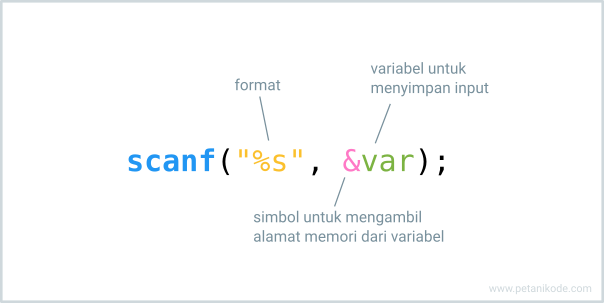 variabel untuk
menyimpan input
format
scanf("%s", &var);
simbol untuk mengambil
alamat memori dari variabel
www.petanikode.com